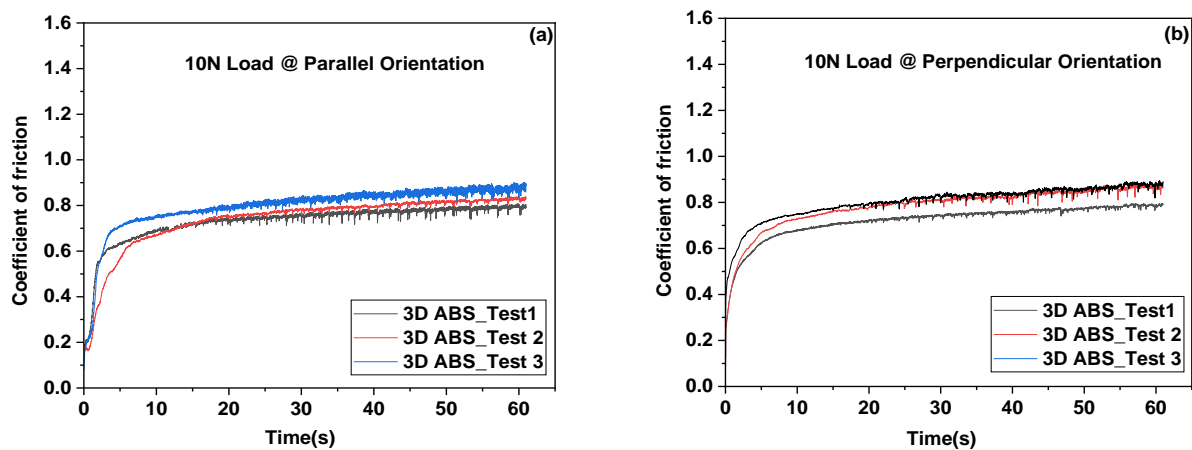 (a)
10N Load @ Parallel Orientation
Coefficient of friction
1.6
1.4
1.2
1.0
0.8
0.6
0.4
0.2
0.0
3D ABS_Test1
3D ABS_Test 2
3D ABS_Test 3
0 10 20 30 40 50 60
Time(s)
(b)
10N Load @ Perpendicular Orientation
Coefficient of friction
1.6
1.4
1.2
1.0
0.8
0.6
0.4
0.2
0.0
3D ABS_Test1
3D ABS_Test 2
3D ABS_Test 3
0 10 20 30 40 50 60
Time(s)